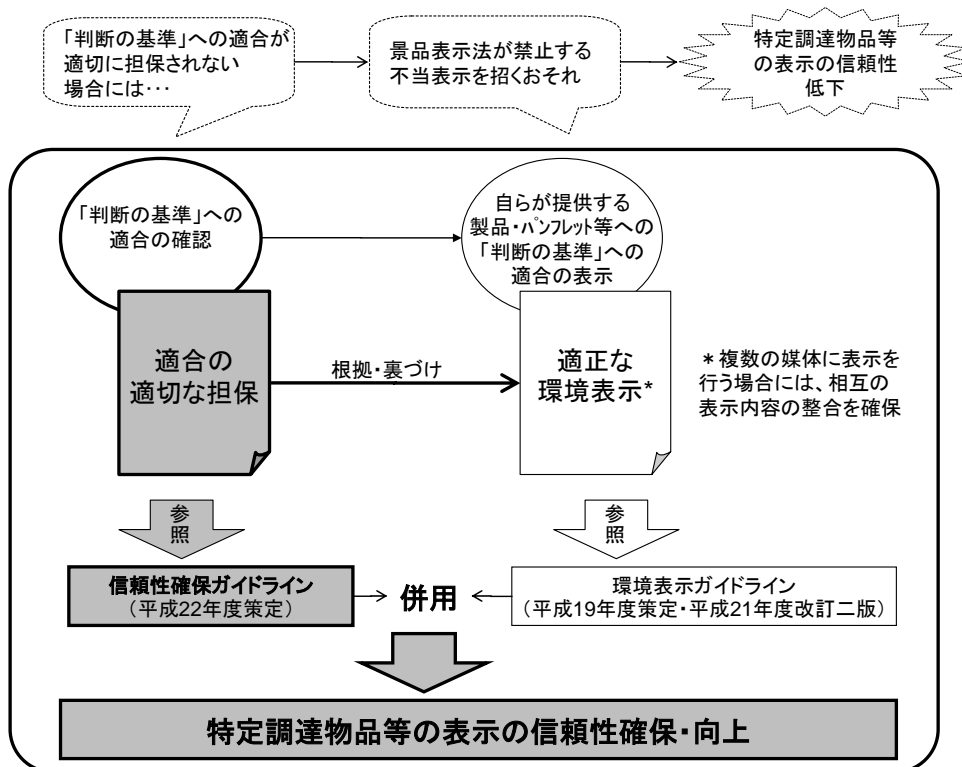 「判断の基準」への適合が
適切に担保されない
場合には･･･
景品表示法が禁止する
不当表示を招くおそれ
特定調達物品等
の表示の信頼性
低下
「判断の基準」への
適合の確認
自らが提供する
製品・ﾊﾟﾝﾌﾚｯﾄ等への
「判断の基準」への
適合の表示
適合の
適切な担保
根拠・裏づけ
適正な
環境表示*
＊複数の媒体に表示を
行う場合には、相互の
表示内容の整合を確保
参
照
参
照
信頼性確保ガイドライン
（平成22年度策定）
併用
環境表示ガイドライン
（平成19年度策定・平成21年度改訂二版）
特定調達物品等の表示の信頼性確保・向上